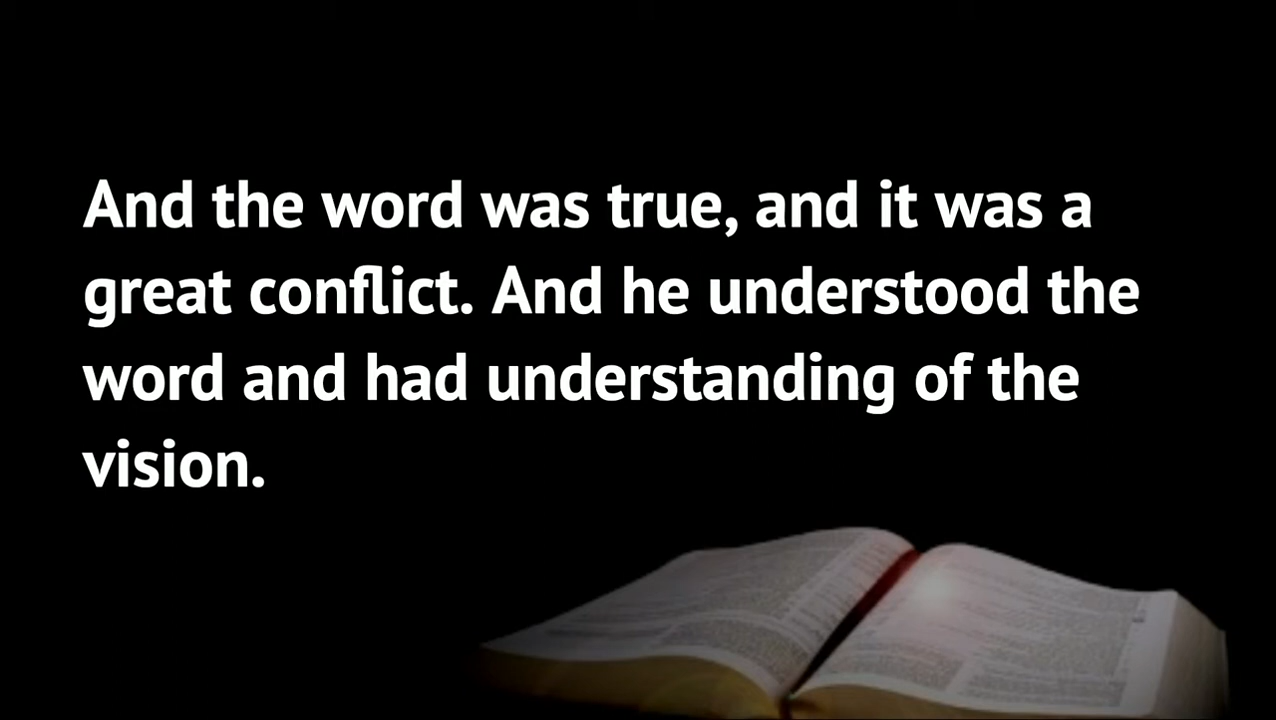 And the word was true, and it was a
great conflict. And he understood the
word and had understanding of the
vision.